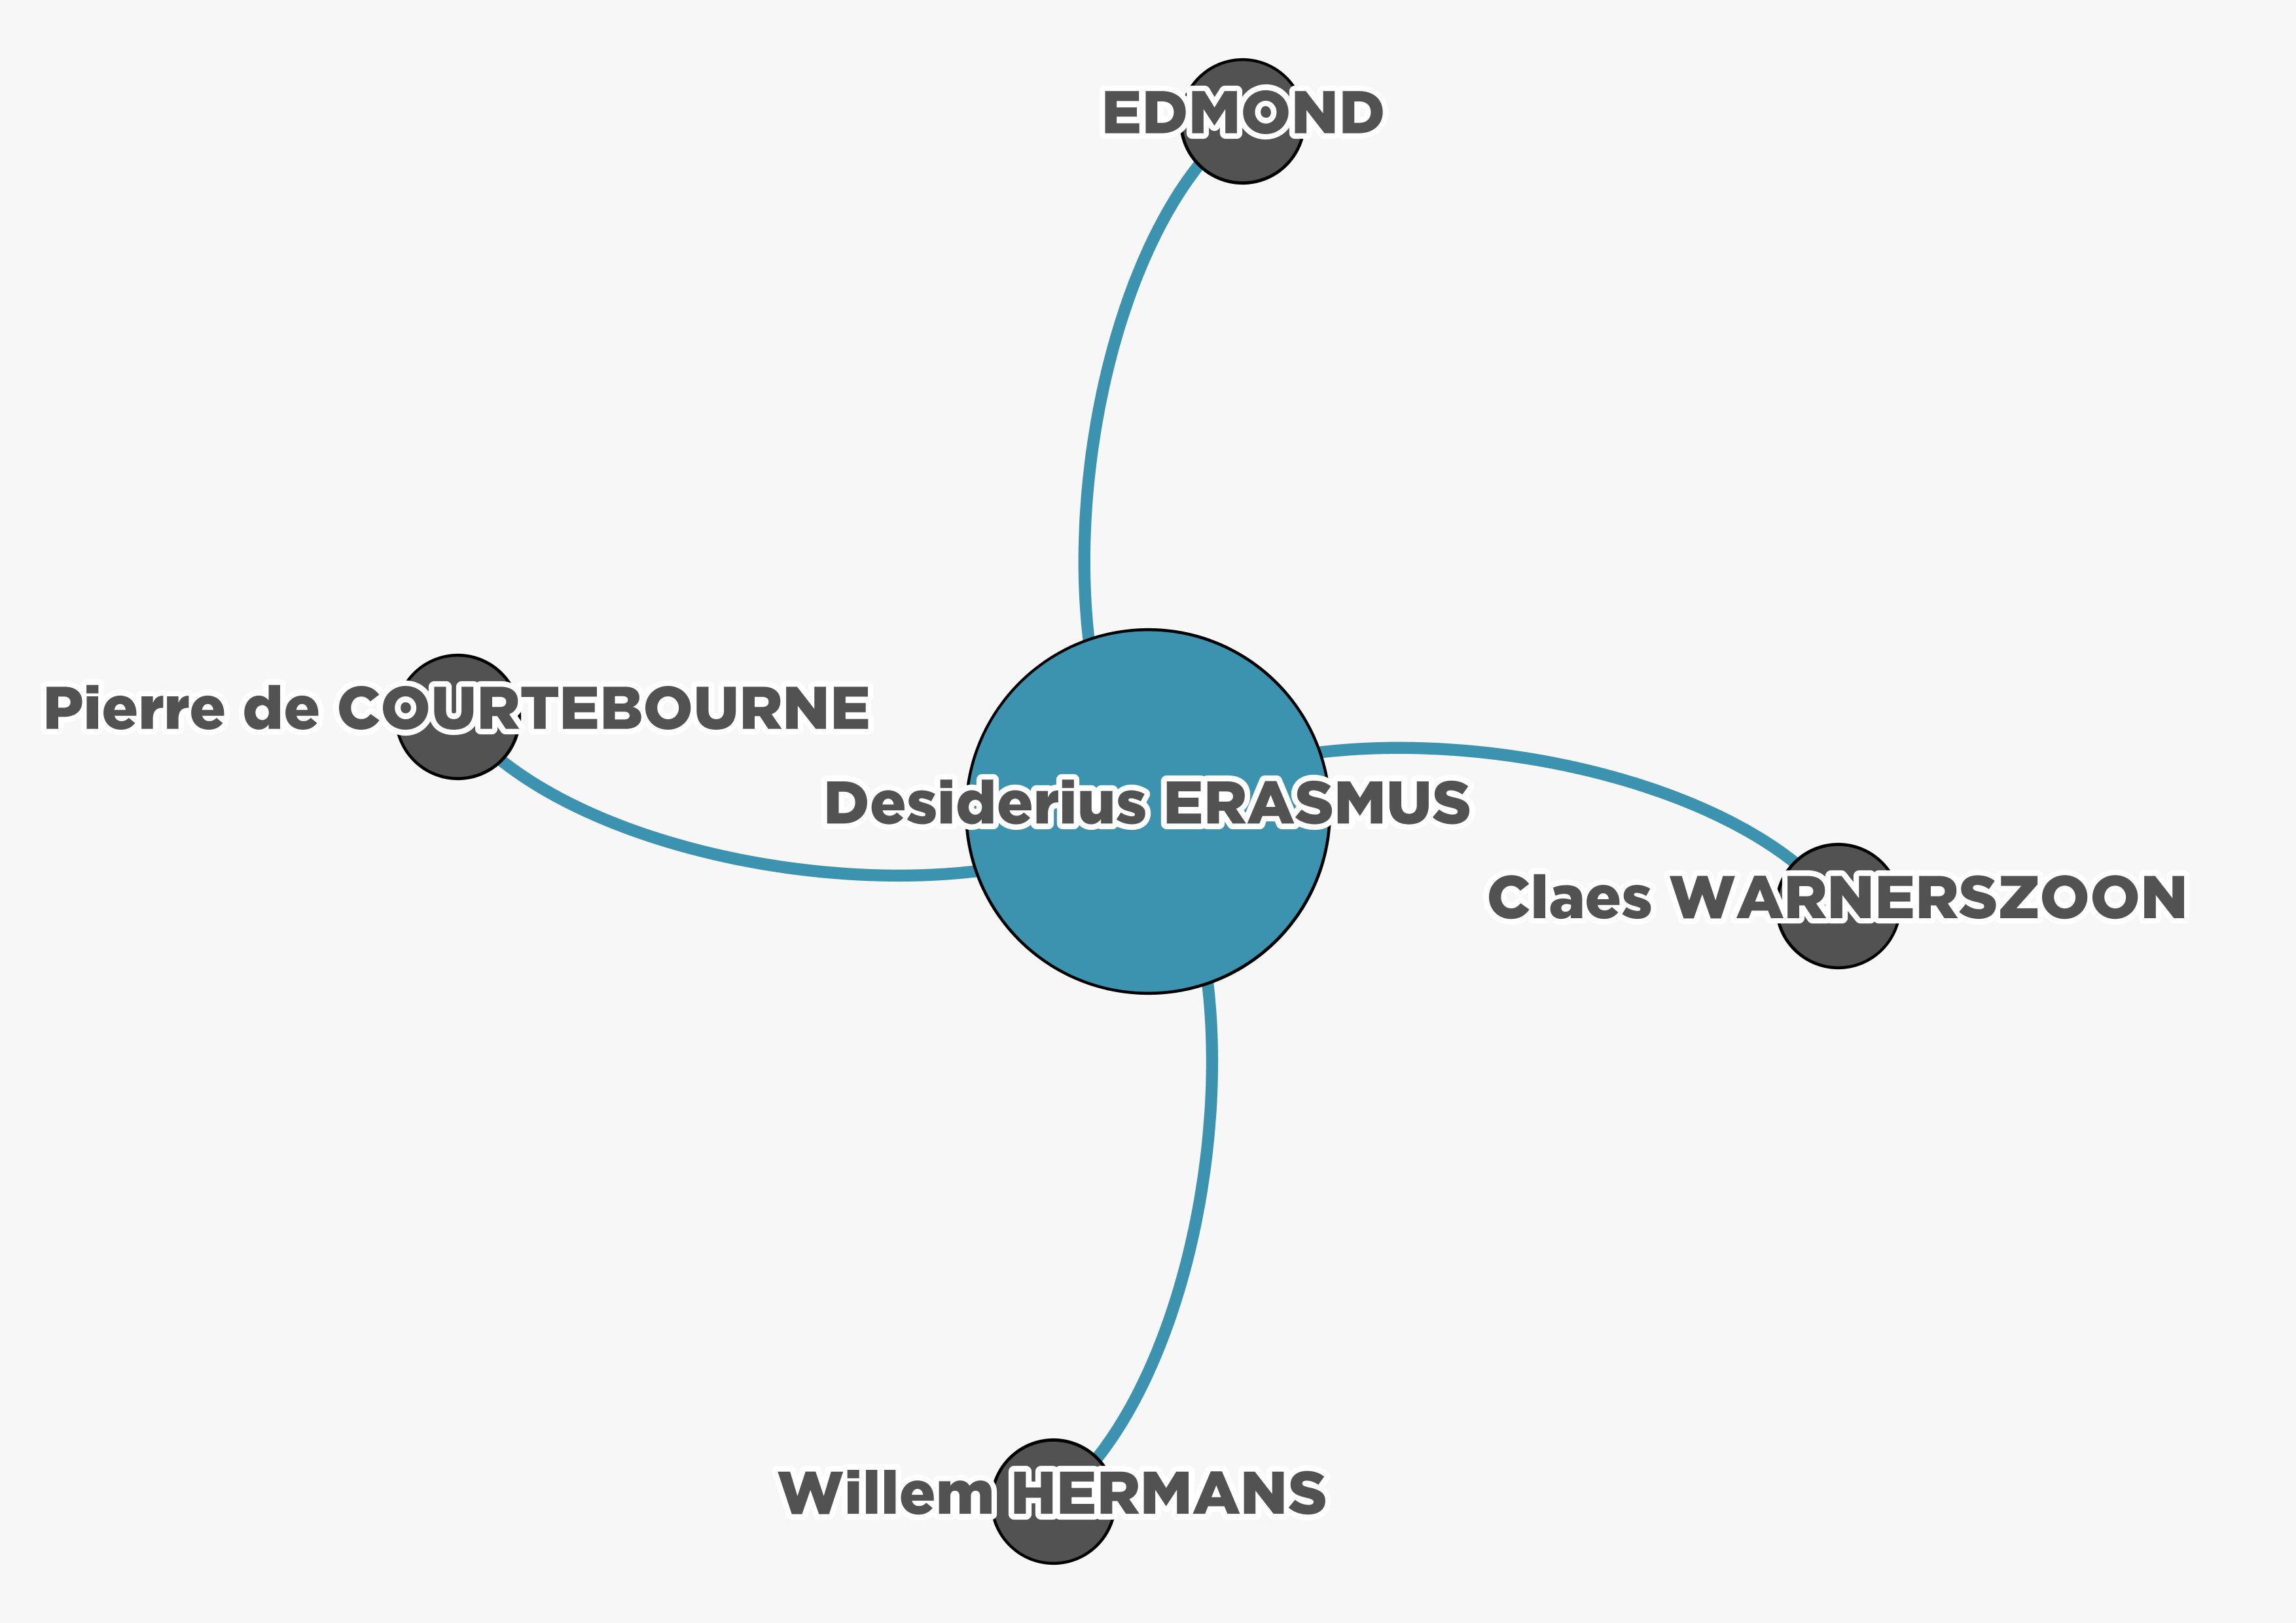 EDMOND
Pierre de COURTEBOURNE
Desiderius ERASMUS
Claes WARNERSZOON
Willem HERMANS